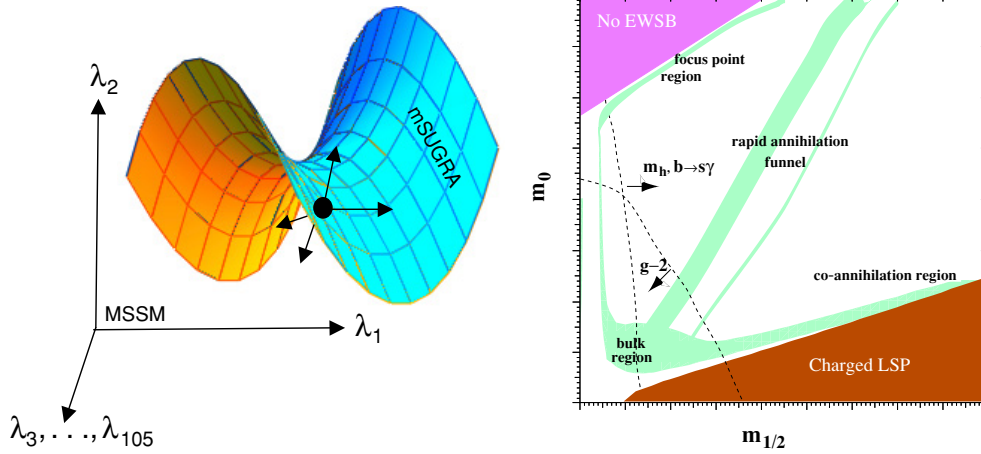 λ₂
mSUGRA
MSSM
λ₁
λ₃, . . . , λ₁₀₅
No EWSB
focus point
region
rapid annihilation
funnel
mₕ, b→sγ
m₀
g−2
co−annihilation region
bulk
region
Charged LSP
m₁/₂